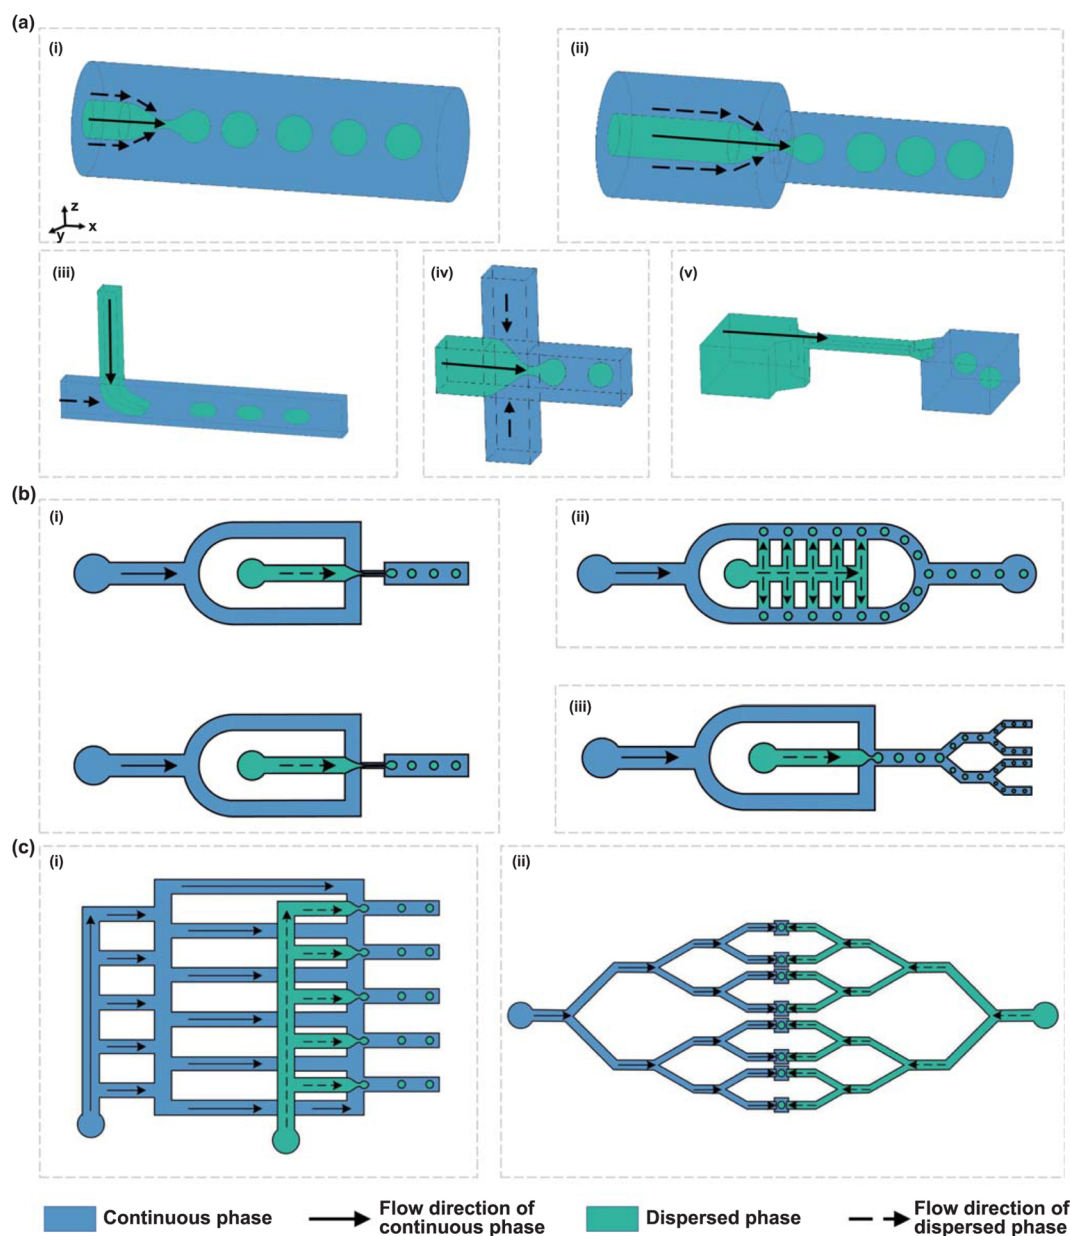 (a)
(i)
(ii)
z
x
y
(iii)
(iv)
(v)
(b)
(i)
(ii)
(iii)
(c)
(i)
(ii)
Continuous phase
Flow direction of
continuous phase
Dispersed phase
Flow direction of
dispersed phase